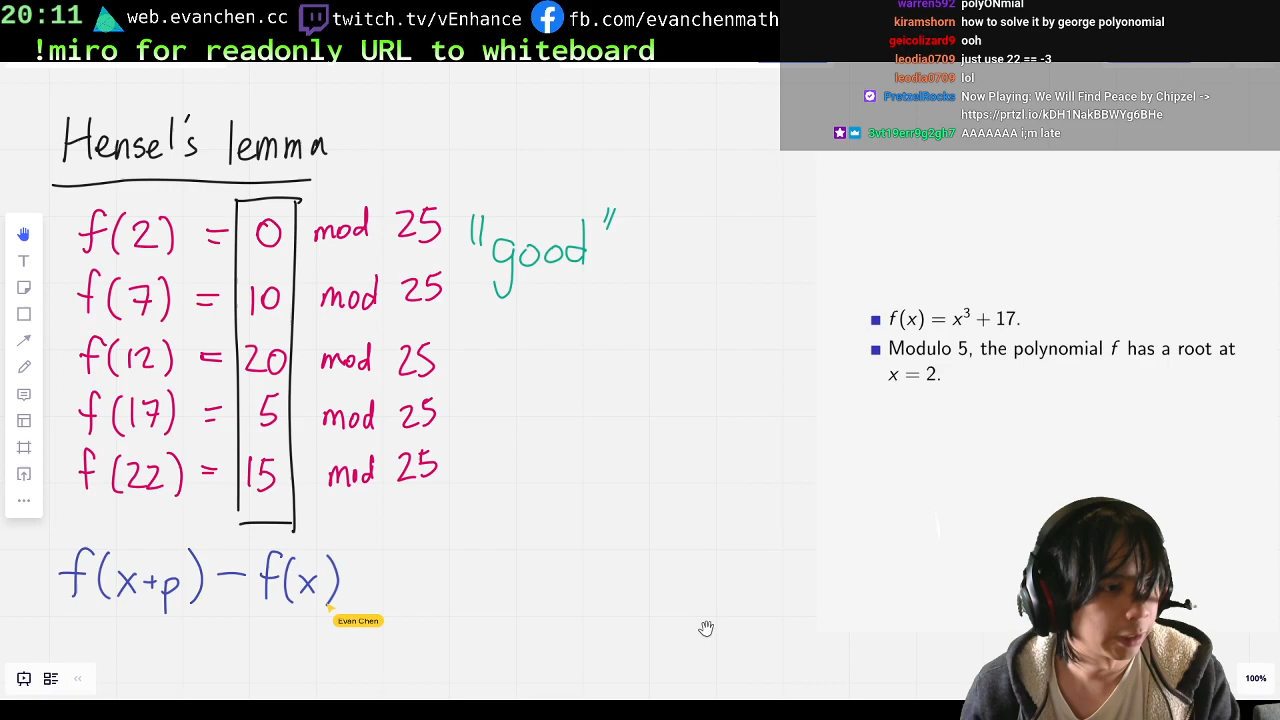 20:11 web.evanchen.cc twitch.tv/vEnhance fb.com/evanchenmath
!miro for readonly URL to whiteboard
warren592 polyONmial
kiramshorn how to solve it by george polyonomial
geicolizard9 ooh
leodia0709 just use 22 == -3
leodia0709 lol
PretzelRocks Now Playing: We Will Find Peace by Chipzel ->
https://prtzl.io/kDH1NakBBWYg6BHe
3vt19err9g2gh7 AAAAAAA i;m late
Hensel's lemma
f(2) = 0 mod 25 "good"
f(7) = 10 mod 25
f(12) = 20 mod 25
f(17) = 5 mod 25
f(22) = 15 mod 25
f(x+p) - f(x)
Evan Chen
f(x) = x³ + 17.
Modulo 5, the polynomial f has a root at
x = 2.
100%